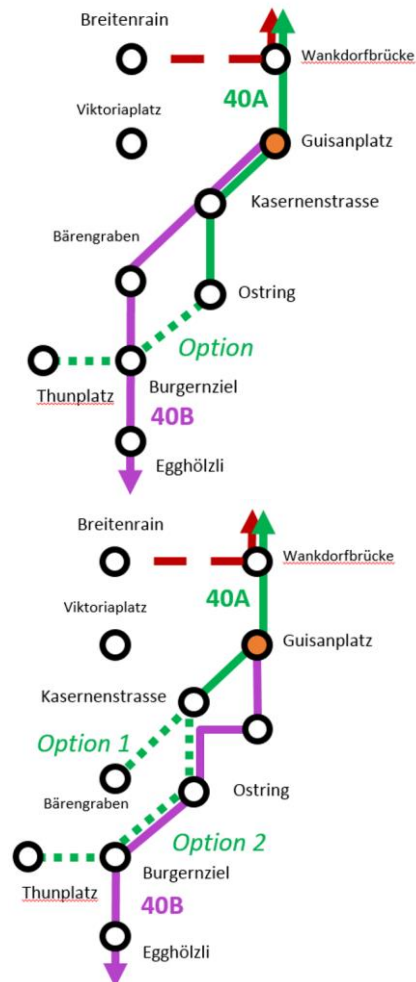 Breitenrain
Wankdorfbrücke
40A
Viktoriaplatz
Guisanplatz
Kasernenstrasse
Bärengraben
Ostring
Option
Thunplatz
Burgernziel
40B
Egghölzli
Breitenrain
Wankdorfbrücke
40A
Viktoriaplatz
Guisanplatz
Kasernenstrasse
Option 1
Bärengraben
Ostring
Option 2
Thunplatz
Burgernziel
40B
Egghölzli